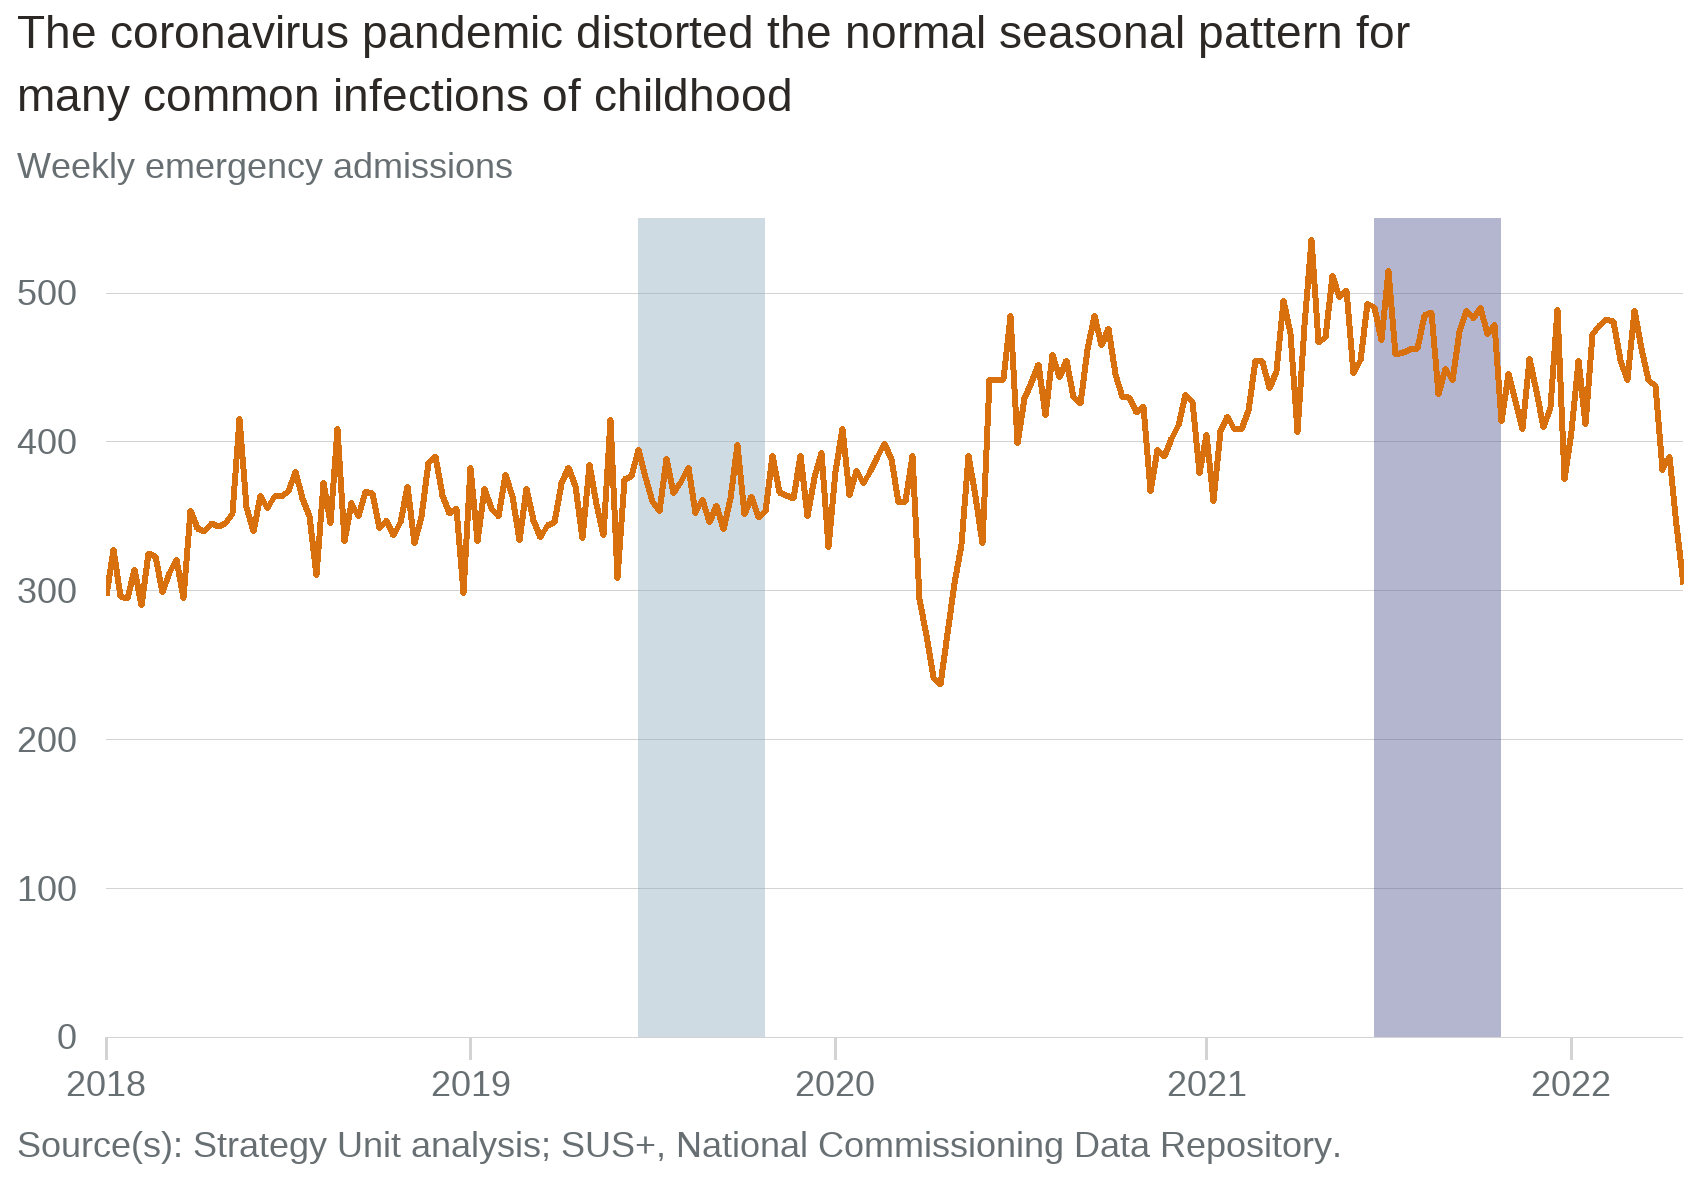 The coronavirus pandemic distorted the normal seasonal pattern for
many common infections of childhood
Weekly emergency admissions
500
400
300
200
100
0
2018 2019 2020 2021 2022
Source(s): Strategy Unit analysis; SUS+, National Commissioning Data Repository.